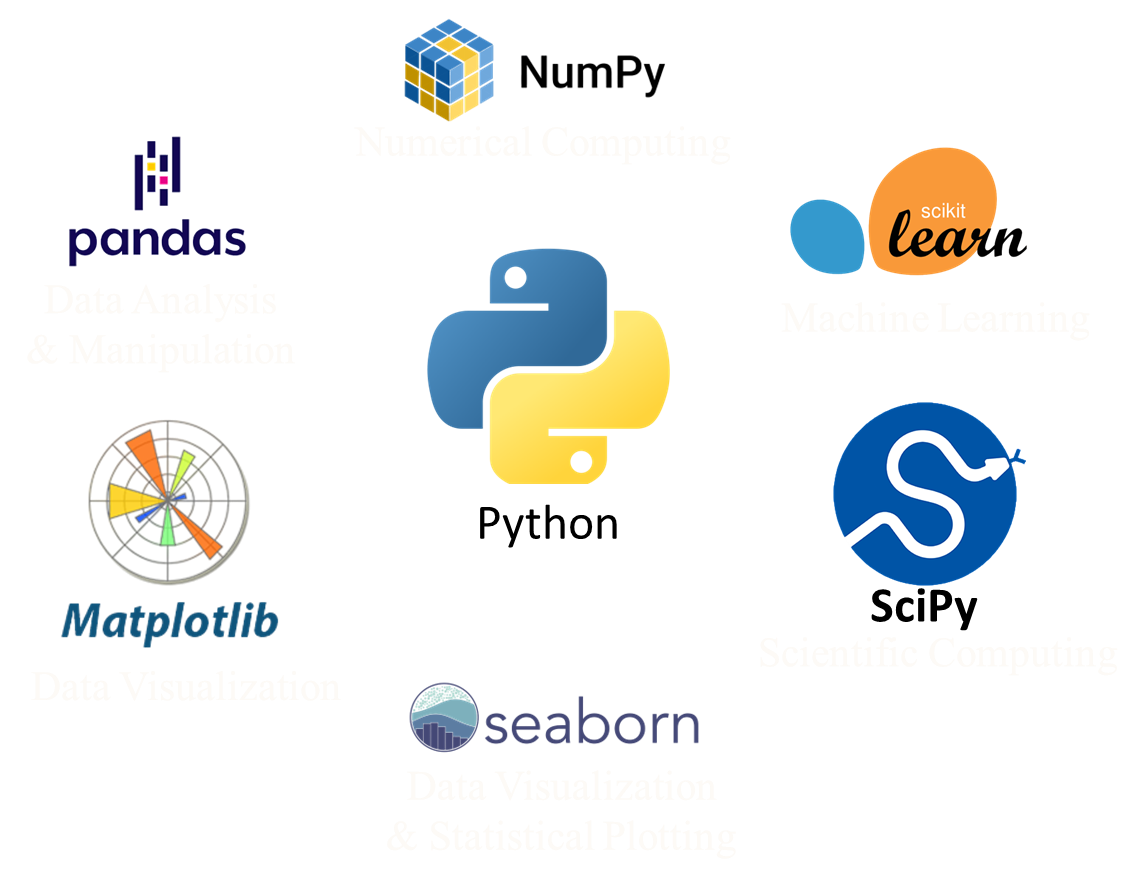 NumPy
Numerical Computing
pandas
Data Analysis
& Manipulation
scikit
learn
Machine Learning
Python
Matplotlib
Data Visualization
SciPy
Scientific Computing
seaborn
Data Visualization
& Statistical Plotting